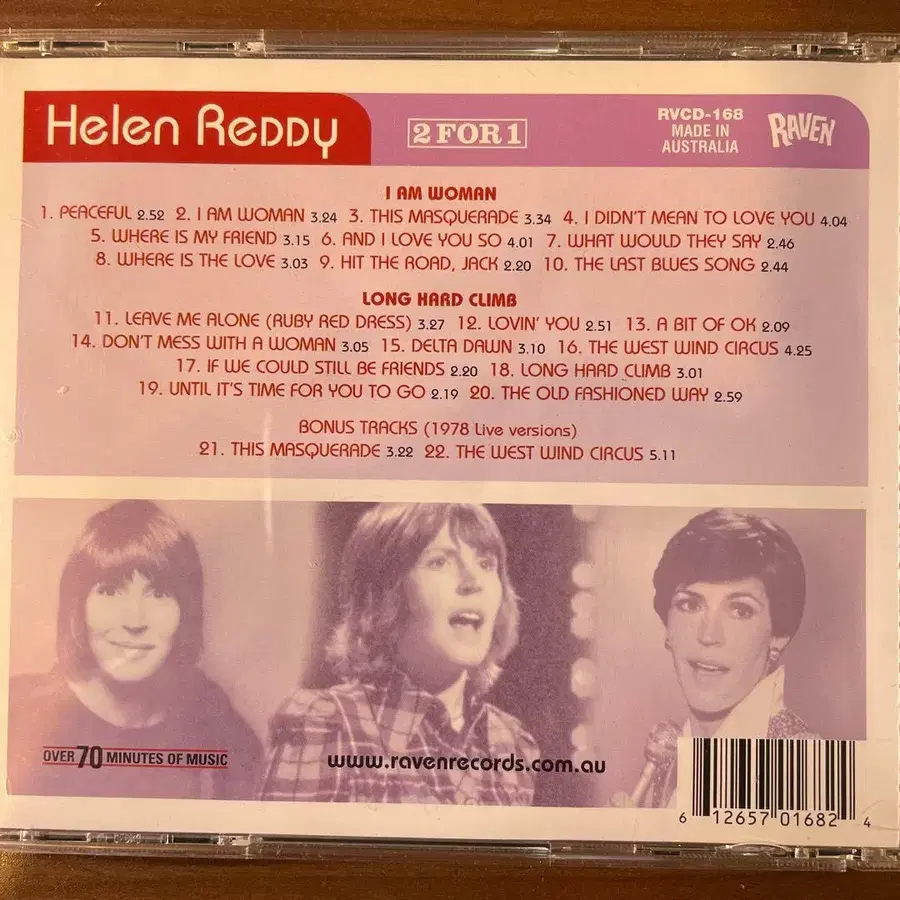 Helen Reddy
2 FOR 1
RVCD-168
MADE IN
AUSTRALIA
RAVEN
I AM WOMAN
1. PEACEFUL 2.52 2. I AM WOMAN 3.24 3. THIS MASQUERADE 3.34 4. I DIDN'T MEAN TO LOVE YOU 4.04
5. WHERE IS MY FRIEND 3.15 6. AND I LOVE YOU SO 4.01 7. WHAT WOULD THEY SAY 2.46
8. WHERE IS THE LOVE 3.03 9. HIT THE ROAD, JACK 2.20 10. THE LAST BLUES SONG 2.44
LONG HARD CLIMB
11. LEAVE ME ALONE (RUBY RED DRESS) 3.27 12. LOVIN' YOU 2.51 13. A BIT OF OK 2.09
14. DON'T MESS WITH A WOMAN 3.05 15. DELTA DAWN 3.10 16. THE WEST WIND CIRCUS 4.25
17. IF WE COULD STILL BE FRIENDS 2.20 18. LONG HARD CLIMB 3.01
19. UNTIL IT'S TIME FOR YOU TO GO 2.19 20. THE OLD FASHIONED WAY 2.59
BONUS TRACKS (1978 Live versions)
21. THIS MASQUERADE 3.22 22. THE WEST WIND CIRCUS 5.11
OVER 70 MINUTES OF MUSIC
www.ravenrecords.com.au
6 12657 01682 4